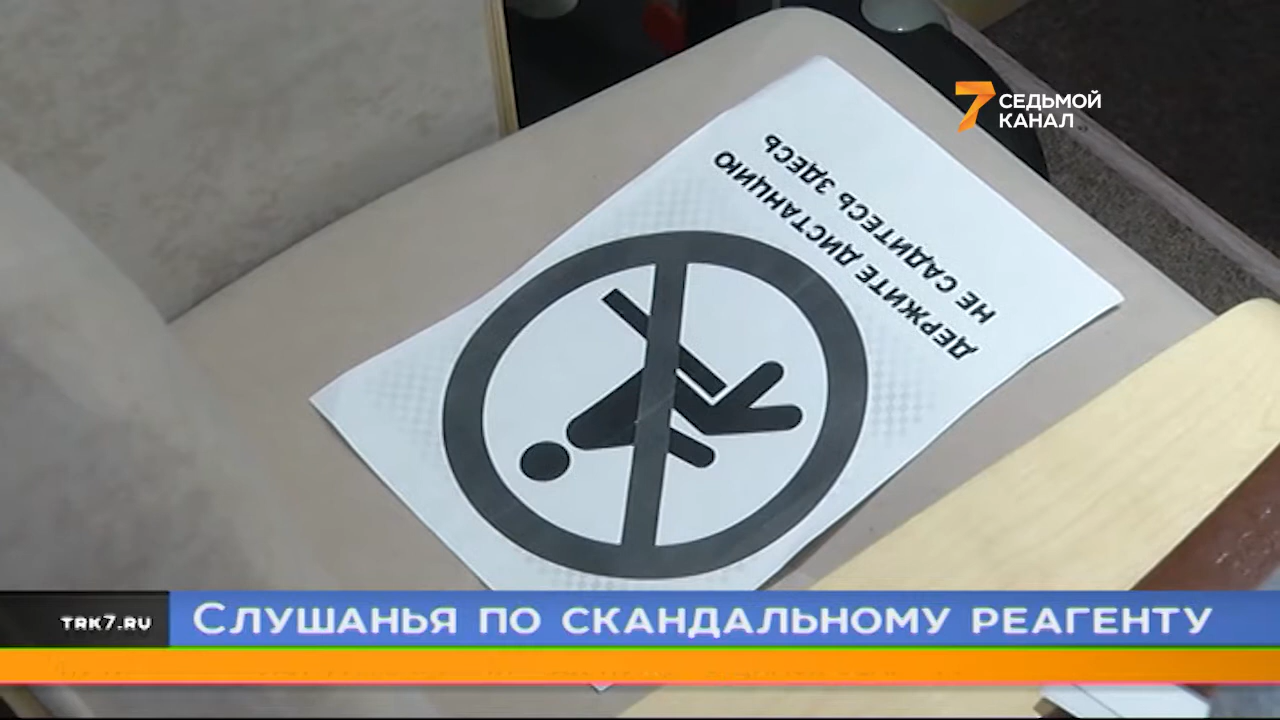 СЕДЬМОЙ
КАНАЛ
ДЕРЖИТЕ ДИСТАНЦИЮ
НЕ САДИТЕСЬ ЗДЕСЬ
TRK7.RU
СЛУШАНЬЯ ПО СКАНДАЛЬНОМУ РЕАГЕНТУ